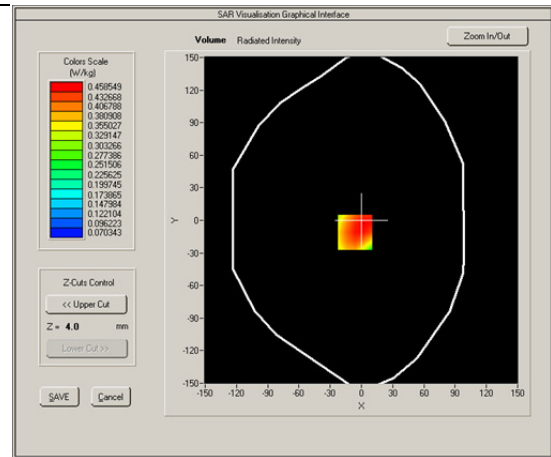 SAR Visualisation Graphical Interface
Volume Radiated Intensity
Zoom In/Out
Colors Scale
(W/kg)
0.458549
0.432668
0.406788
0.380908
0.355027
0.329147
0.303266
0.277386
0.251506
0.225625
0.199745
0.173865
0.147984
0.122104
0.096223
0.070343
Z-Cuts Control
<< Upper Cut
Z = 4.0 mm
Lower Cut >>
SAVE Cancel
150
120
90
60
30
0
-30
-60
-90
-120
-150
Y
-150 -120 -90 -60 -30 0 30 60 90 120 150
X